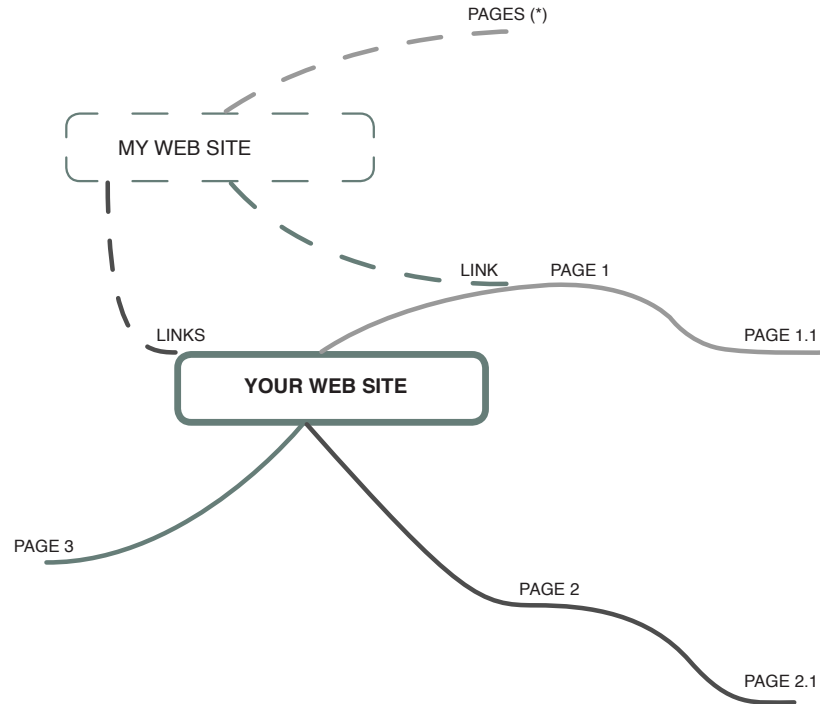 PAGES (*)
MY WEB SITE
LINK
PAGE 1
LINKS
PAGE 1.1
YOUR WEB SITE
PAGE 3
PAGE 2
PAGE 2.1